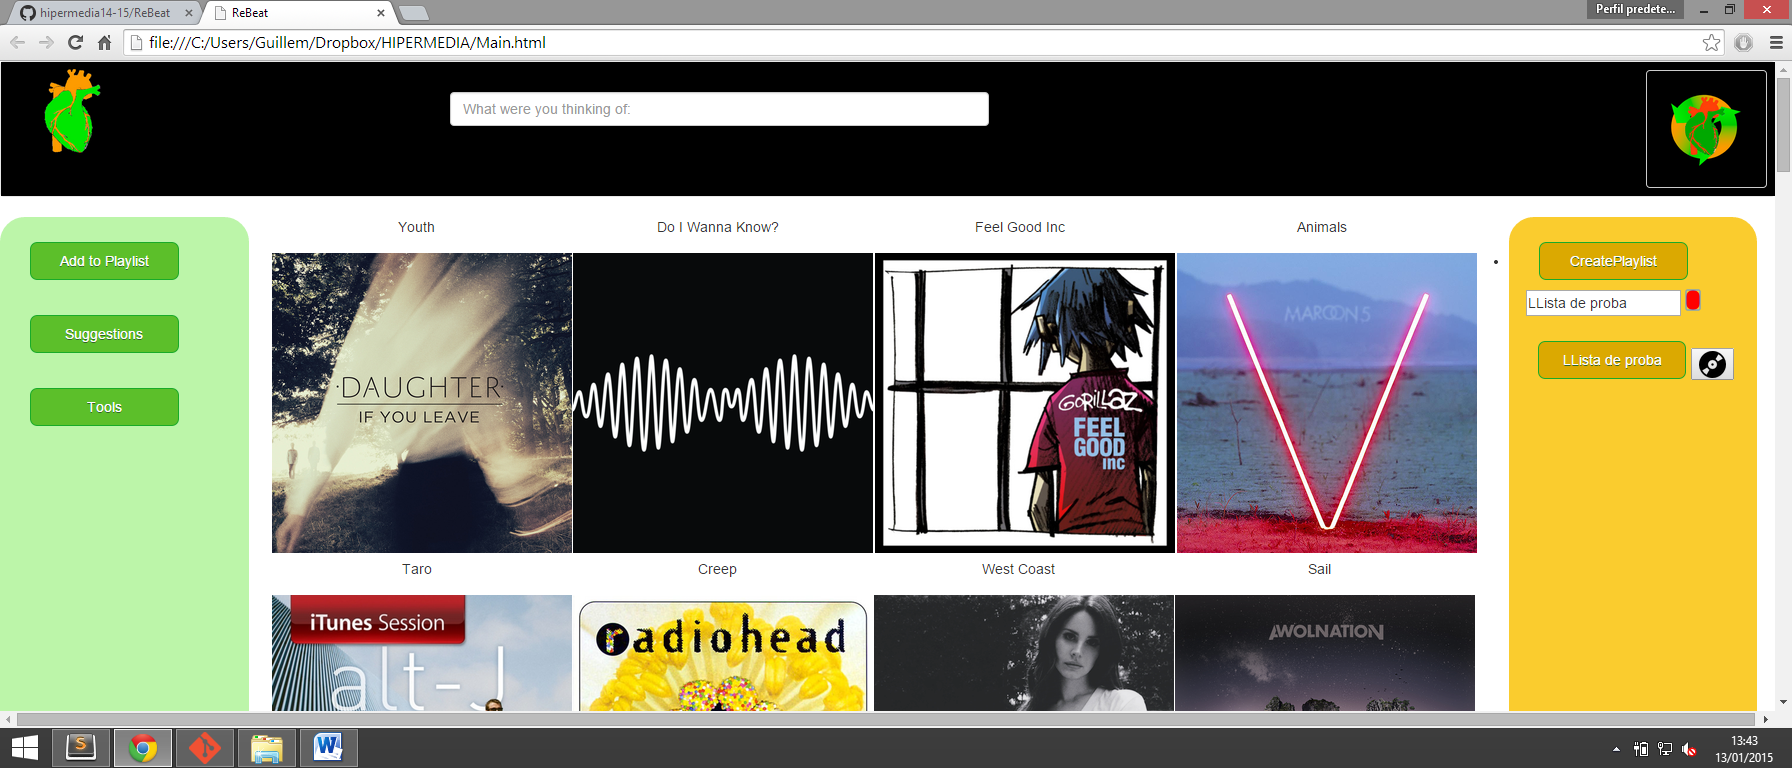 hipermedia14-15/ReBeat
ReBeat
Perfil predete...
file:///C:/Users/Guillem/Dropbox/HIPERMEDIA/Main.html
What were you thinking of:
Add to Playlist
Suggestions
Tools
Youth
Do I Wanna Know?
Feel Good Inc
Animals
·DAUGHTER·
IF YOU LEAVE
GORILLAZ
FEEL
GOOD
inc
MAROON 5
CreatePlaylist
LLista de proba
LLista de proba
Taro
Creep
West Coast
Sail
iTunes Session
alt-J
radiohead
AWOLNATION
S
W
13:43
13/01/2015